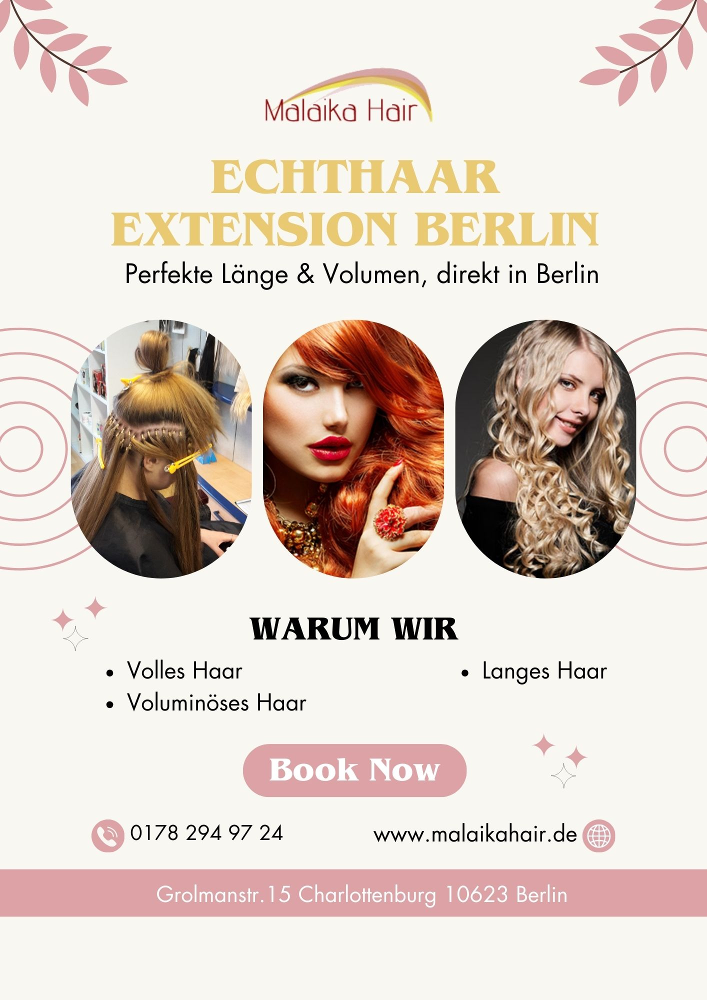 Malaika Hair
ECHTHAAR
EXTENSION BERLIN
Perfekte Länge & Volumen, direkt in Berlin
WARUM WIR
• Volles Haar
• Voluminöses Haar
• Langes Haar
Book Now
0178 294 97 24
www.malaikahair.de
Grolmanstr.15 Charlottenburg 10623 Berlin